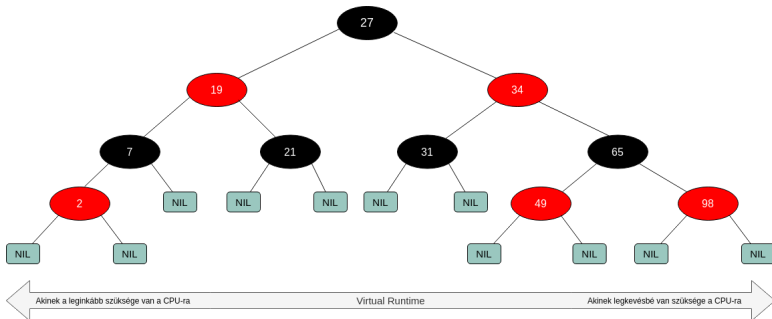 27
19
34
7
21
31
65
2
NIL
NIL
NIL
NIL
NIL
49
98
NIL
NIL
NIL
NIL
NIL
NIL
Akinek a leginkább szüksége van a CPU-ra
Virtual Runtime
Akinek legkevésbé van szüksége a CPU-ra